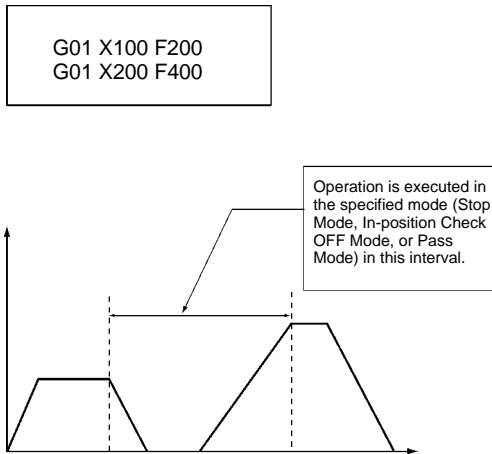 G01 X100 F200
G01 X200 F400
Operation is executed in
the specified mode (Stop
Mode, In-position Check
OFF Mode, or Pass
Mode) in this interval.